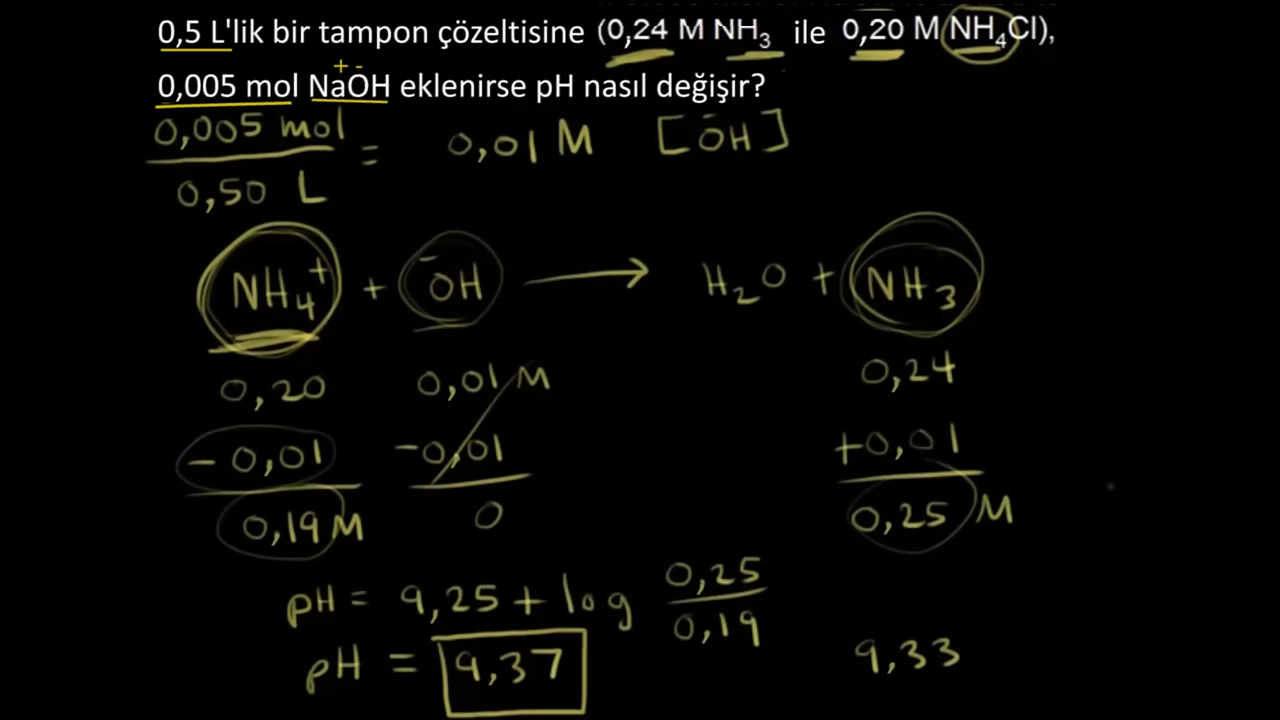 0,5 L'lik bir tampon çözeltisine (0,24 M NH₃ ile 0,20 M NH₄Cl),
+ -
0,005 mol NaOH eklenirse pH nasıl değişir?
0,005 mol / 0,50 L = 0,01 M [⁻OH]
NH₄⁺ + ⁻OH → H₂O + NH₃
0,20 0,01 M 0,24
-0,01 -0,01 +0,01
0,19 M 0 0,25 M
pH = 9,25 + log 0,25 / 0,19
pH = 9,37 9,33